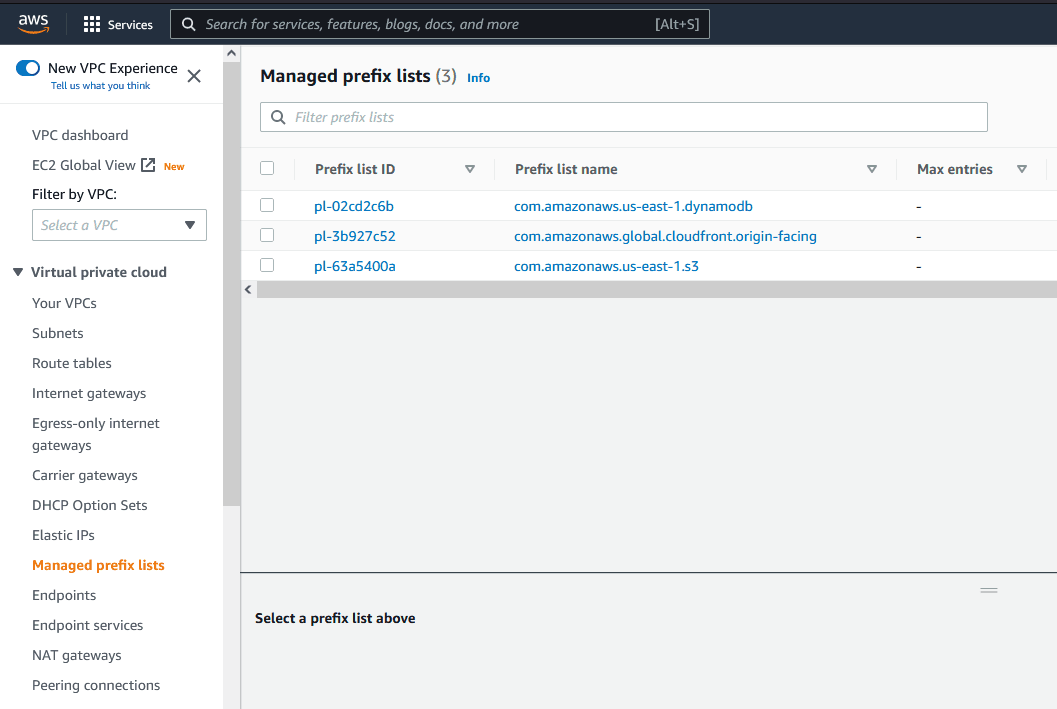 aws
Services
Search for services, features, blogs, docs, and more
[Alt+S]
New VPC Experience
Tell us what you think
VPC dashboard
EC2 Global View New
Filter by VPC:
Select a VPC
Virtual private cloud
Your VPCs
Subnets
Route tables
Internet gateways
Egress-only internet
gateways
Carrier gateways
DHCP Option Sets
Elastic IPs
Managed prefix lists
Endpoints
Endpoint services
NAT gateways
Peering connections
Managed prefix lists (3) Info
Filter prefix lists
Prefix list ID Prefix list name Max entries
pl-02cd2c6b com.amazonaws.us-east-1.dynamodb -
pl-3b927c52 com.amazonaws.global.cloudfront.origin-facing -
pl-63a5400a com.amazonaws.us-east-1.s3 -
Select a prefix list above